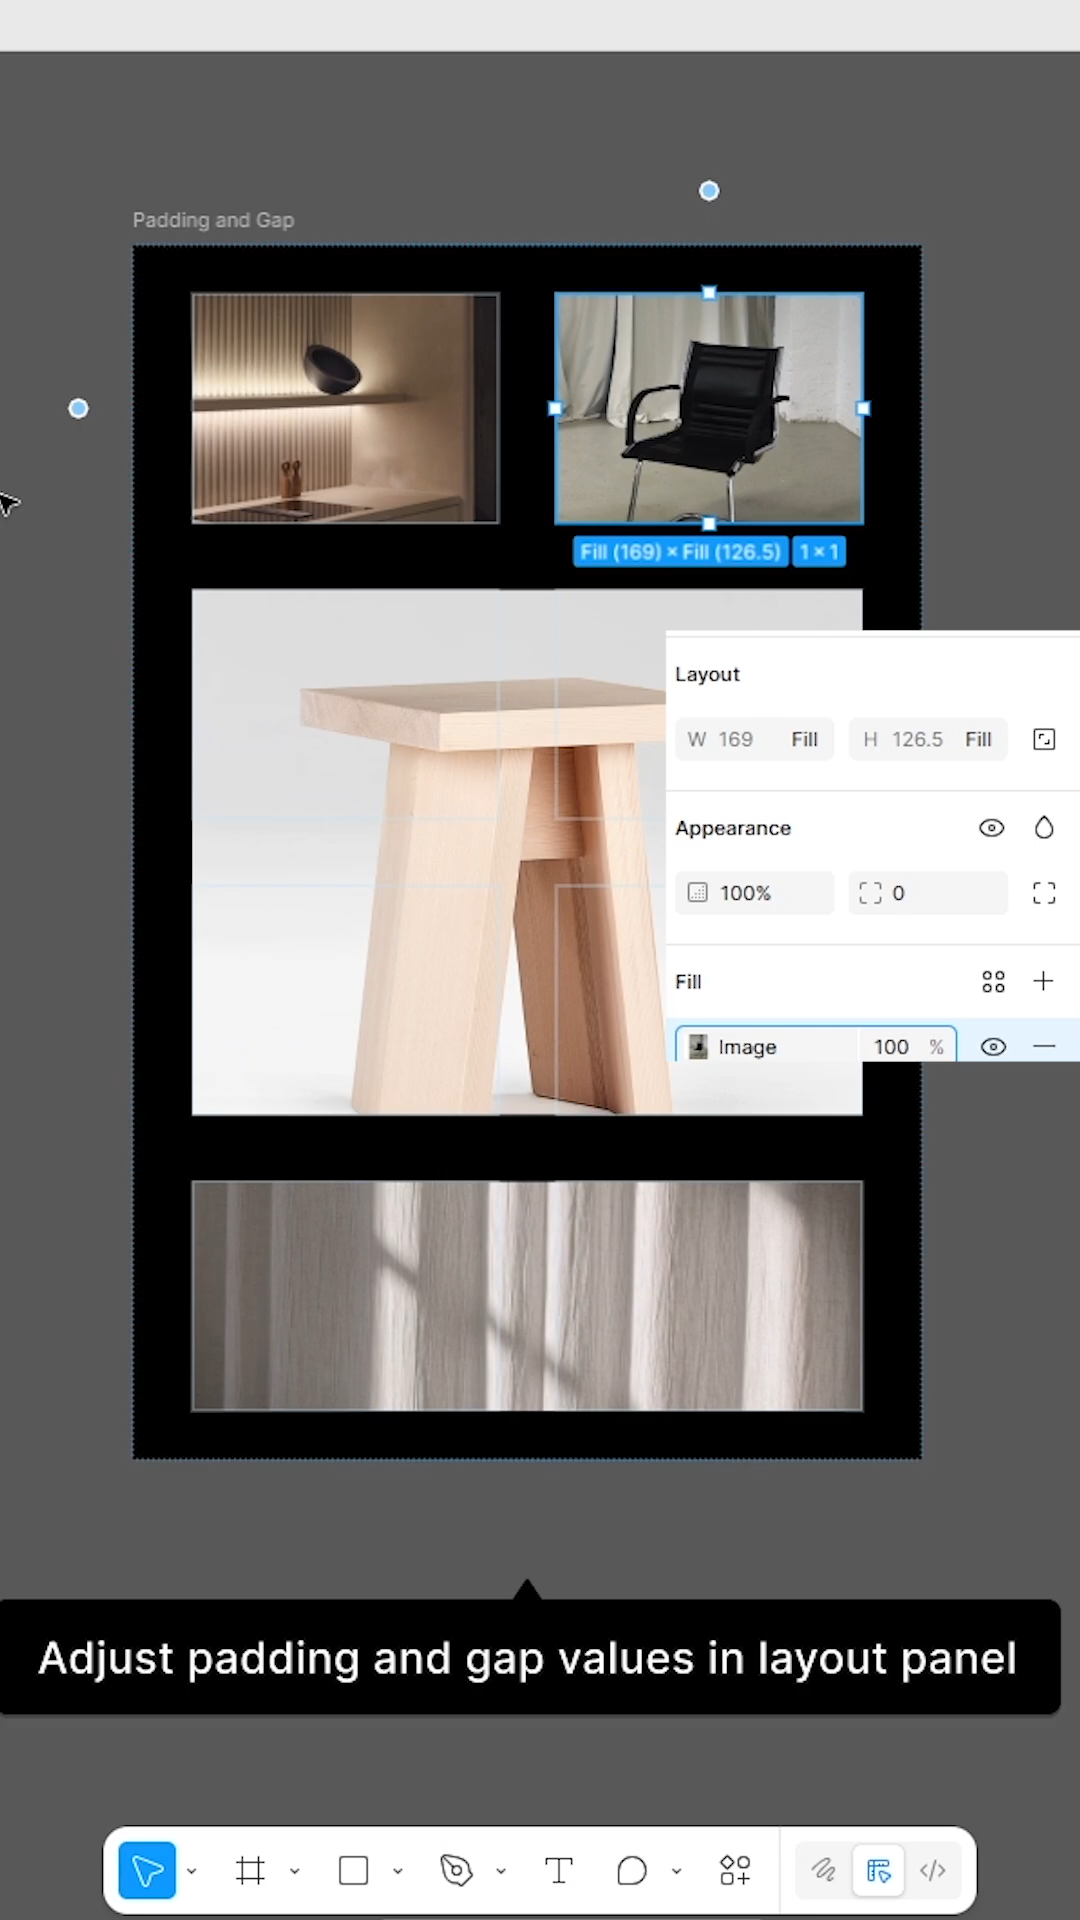 Padding and Gap
Fill (169) × Fill (126.5) 1 × 1
Layout
W 169 Fill H 126.5 Fill
Appearance
100% 0
Fill
Image 100 %
Adjust padding and gap values in layout panel